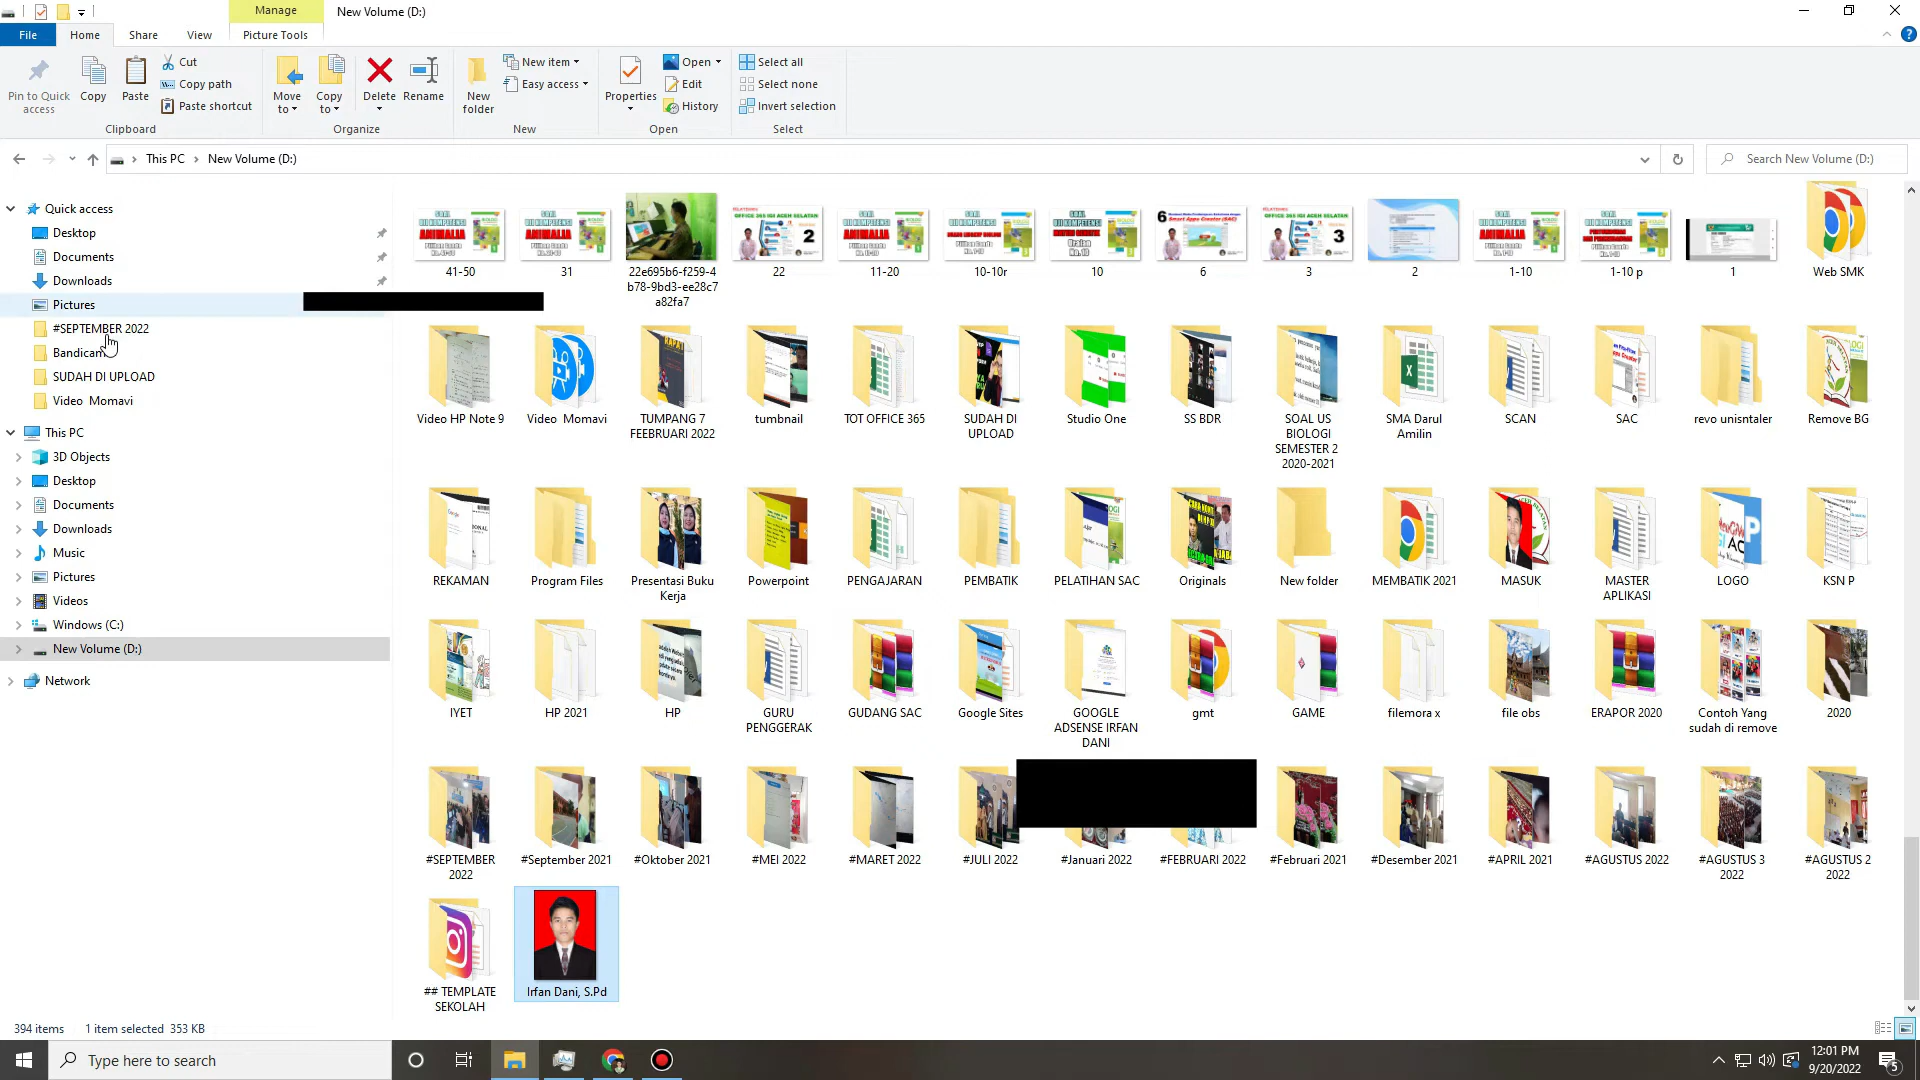 Manage
New Volume (D:)
File
Home
Share
View
Picture Tools
Pin to Quick
access
Copy
Paste
Cut
Copy path
Paste shortcut
Clipboard
Move
to
Copy
to
Delete
Rename
Organize
New
folder
New item
Easy access
New
Properties
Open
Edit
History
Open
Select all
Select none
Invert selection
Select
This PC
New Volume (D:)
Search New Volume (D:)
Quick access
Desktop
Documents
Downloads
Pictures
#SEPTEMBER 2022
Bandicam
SUDAH DI UPLOAD
Video  Momavi
This PC
3D Objects
Desktop
Documents
Downloads
Music
Pictures
Videos
Windows (C:)
New Volume (D:)
Network
41-50
31
22e695b6-f259-4
b78-9bd3-ee28c7
a82fa7
22
11-20
10-10r
10
6
3
2
1-10
1-10 p
1
Web SMK
Video HP Note 9
Video  Momavi
TUMPANG 7
FEEBRUARI 2022
tumbnail
TOT OFFICE 365
SUDAH DI
UPLOAD
Studio One
SS BDR
SOAL US
BIOLOGI
SEMESTER 2
2020-2021
SMA Darul
Amilin
SCAN
SAC
revo unisntaler
Remove BG
REKAMAN
Program Files
Presentasi Buku
Kerja
Powerpoint
PENGAJARAN
PEMBATIK
PELATIHAN SAC
Originals
New folder
MEMBATIK 2021
MASUK
MASTER
APLIKASI
LOGO
KSN P
IYET
HP 2021
HP
GURU
PENGGERAK
GUDANG SAC
Google Sites
GOOGLE
ADSENSE IRFAN
DANI
gmt
GAME
filemora x
file obs
ERAPOR 2020
Contoh Yang
sudah di remove
2020
#SEPTEMBER
2022
#September 2021
#Oktober 2021
#MEI 2022
#MARET 2022
#JULI 2022
#Januari 2022
#FEBRUARI 2022
#Februari 2021
#Desember 2021
#APRIL 2021
#AGUSTUS 2022
#AGUSTUS 3
2022
#AGUSTUS 2
2022
## TEMPLATE
SEKOLAH
Irfan Dani, S.Pd
394 items
1 item selected  353 KB
Type here to search
12:01 PM
9/20/2022
5